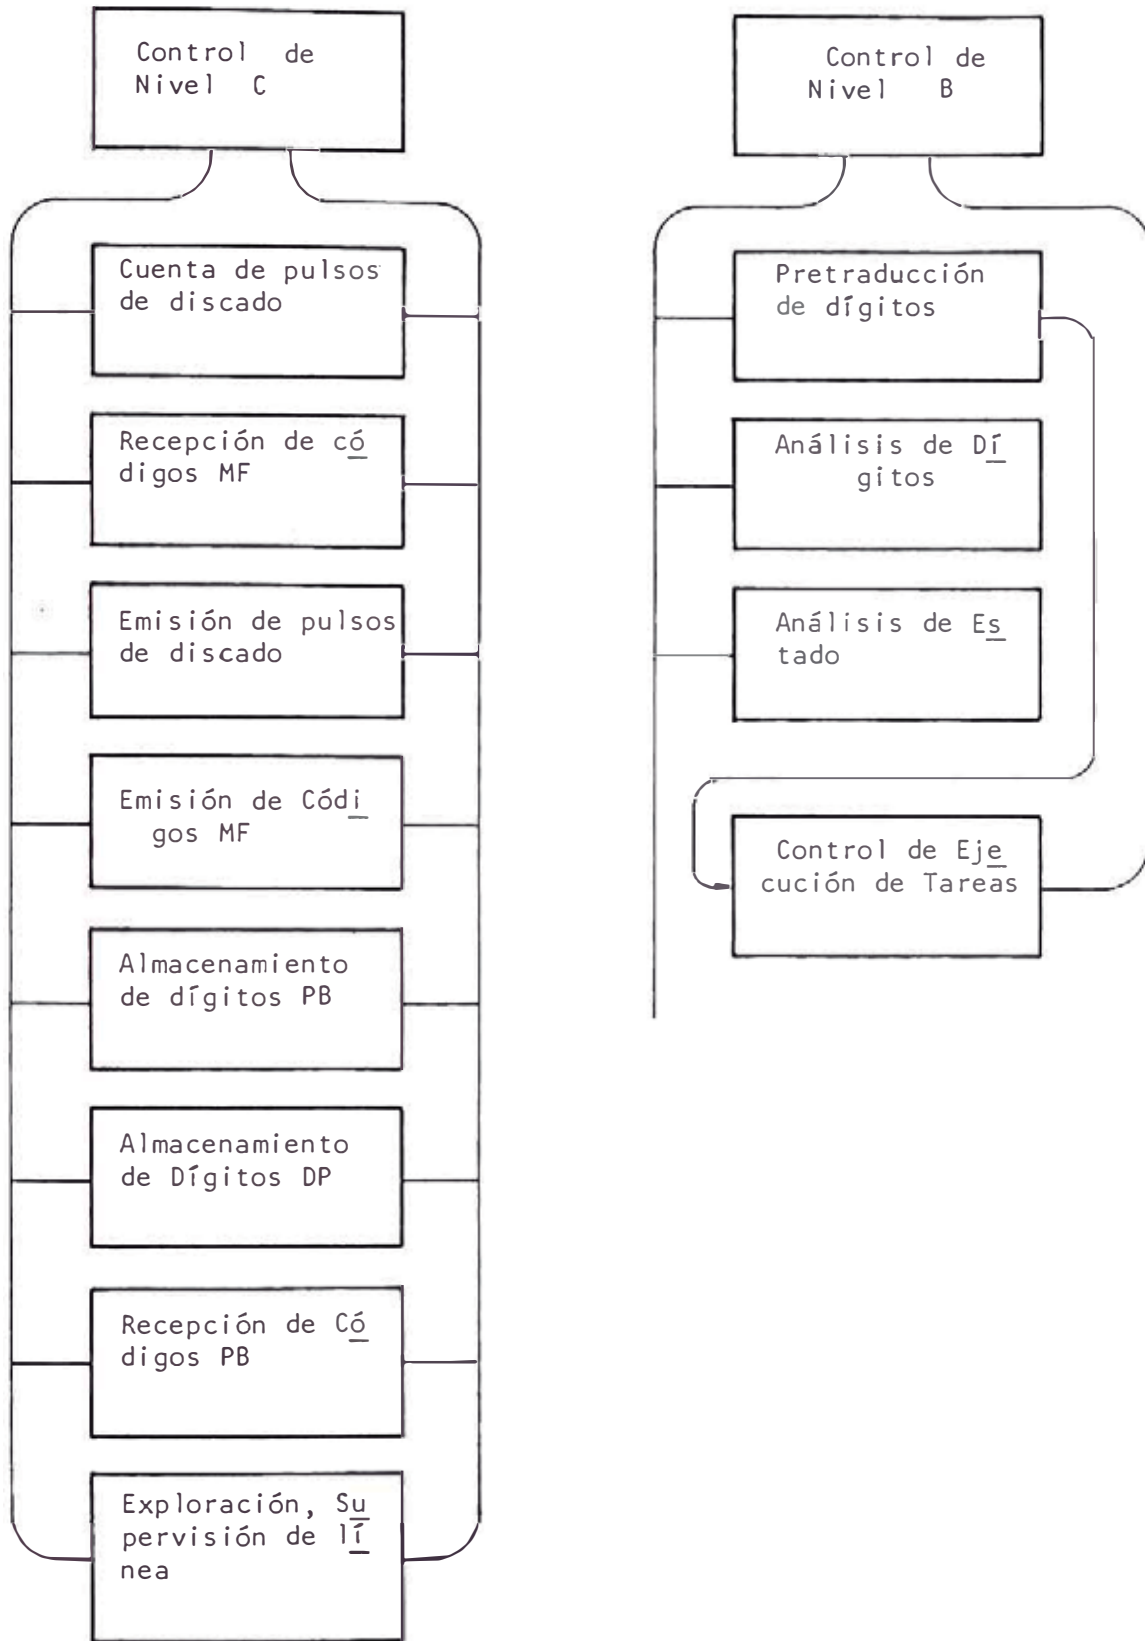 Control de
Nivel C
Cuenta de pulsos
de discado
Recepción de có
digos MF
Emisión de pulsos
de discado
Emisión de Códi
gos MF
Almacenamiento
de dígitos PB
Almacenamiento
de Dígitos DP
Recepción de Có
digos PB
Exploración, Su
pervisión de lí
nea
Control de
Nivel B
Pretraducción
de dígitos
Análisis de Dí
gitos
Análisis de Es
tado
Control de Eje
cución de Tareas